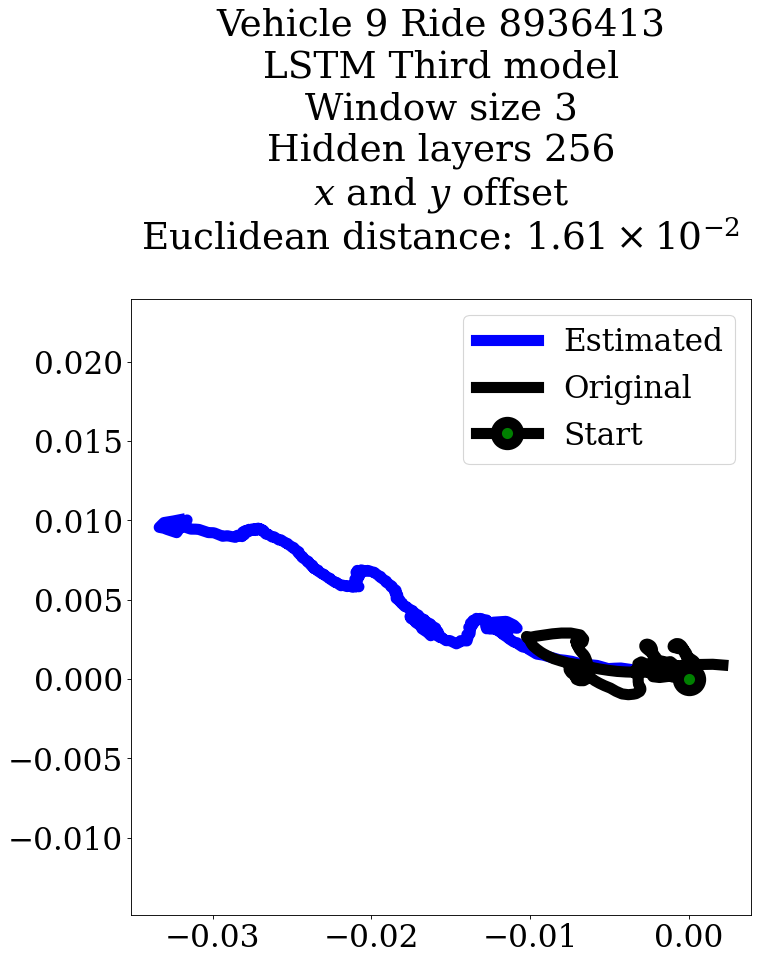 Vehicle 9 Ride 8936413
LSTM Third model
Window size 3
Hidden layers 256
x and y offset
Euclidean distance: 1.61 × 10⁻²
Estimated
Original
Start
0.020
0.015
0.010
0.005
0.000
−0.005
−0.010
−0.03 −0.02 −0.01 0.00